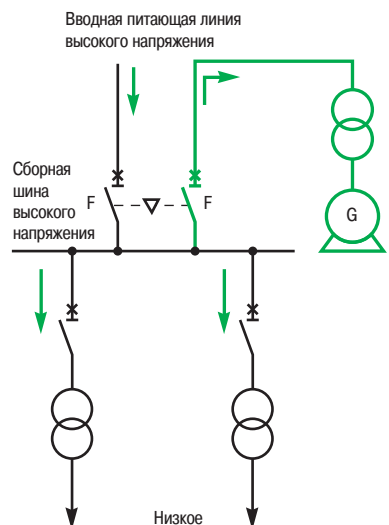 Вводная питающая линия
высокого напряжения
Сборная
шина
высокого
напряжения
F
F
G
Низкое